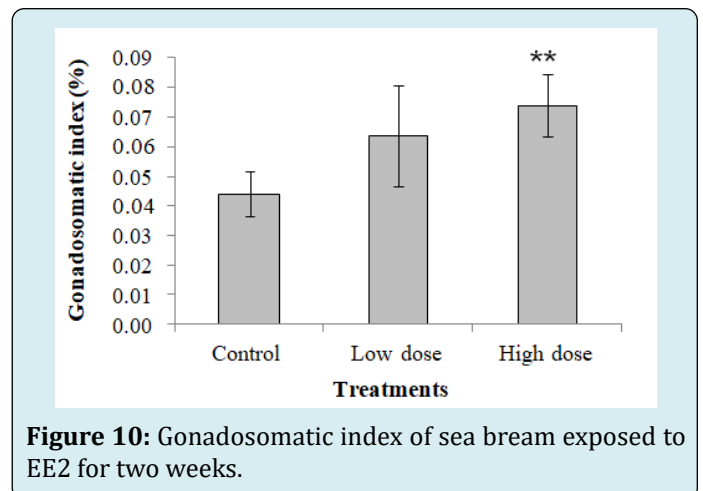 **
Gonadosomatic index (%)
0.09
0.08
0.07
0.06
0.05
0.04
0.03
0.02
0.01
0.00
Control Low dose High dose
Treatments
Figure 10: Gonadosomatic index of sea bream exposed to
EE2 for two weeks.